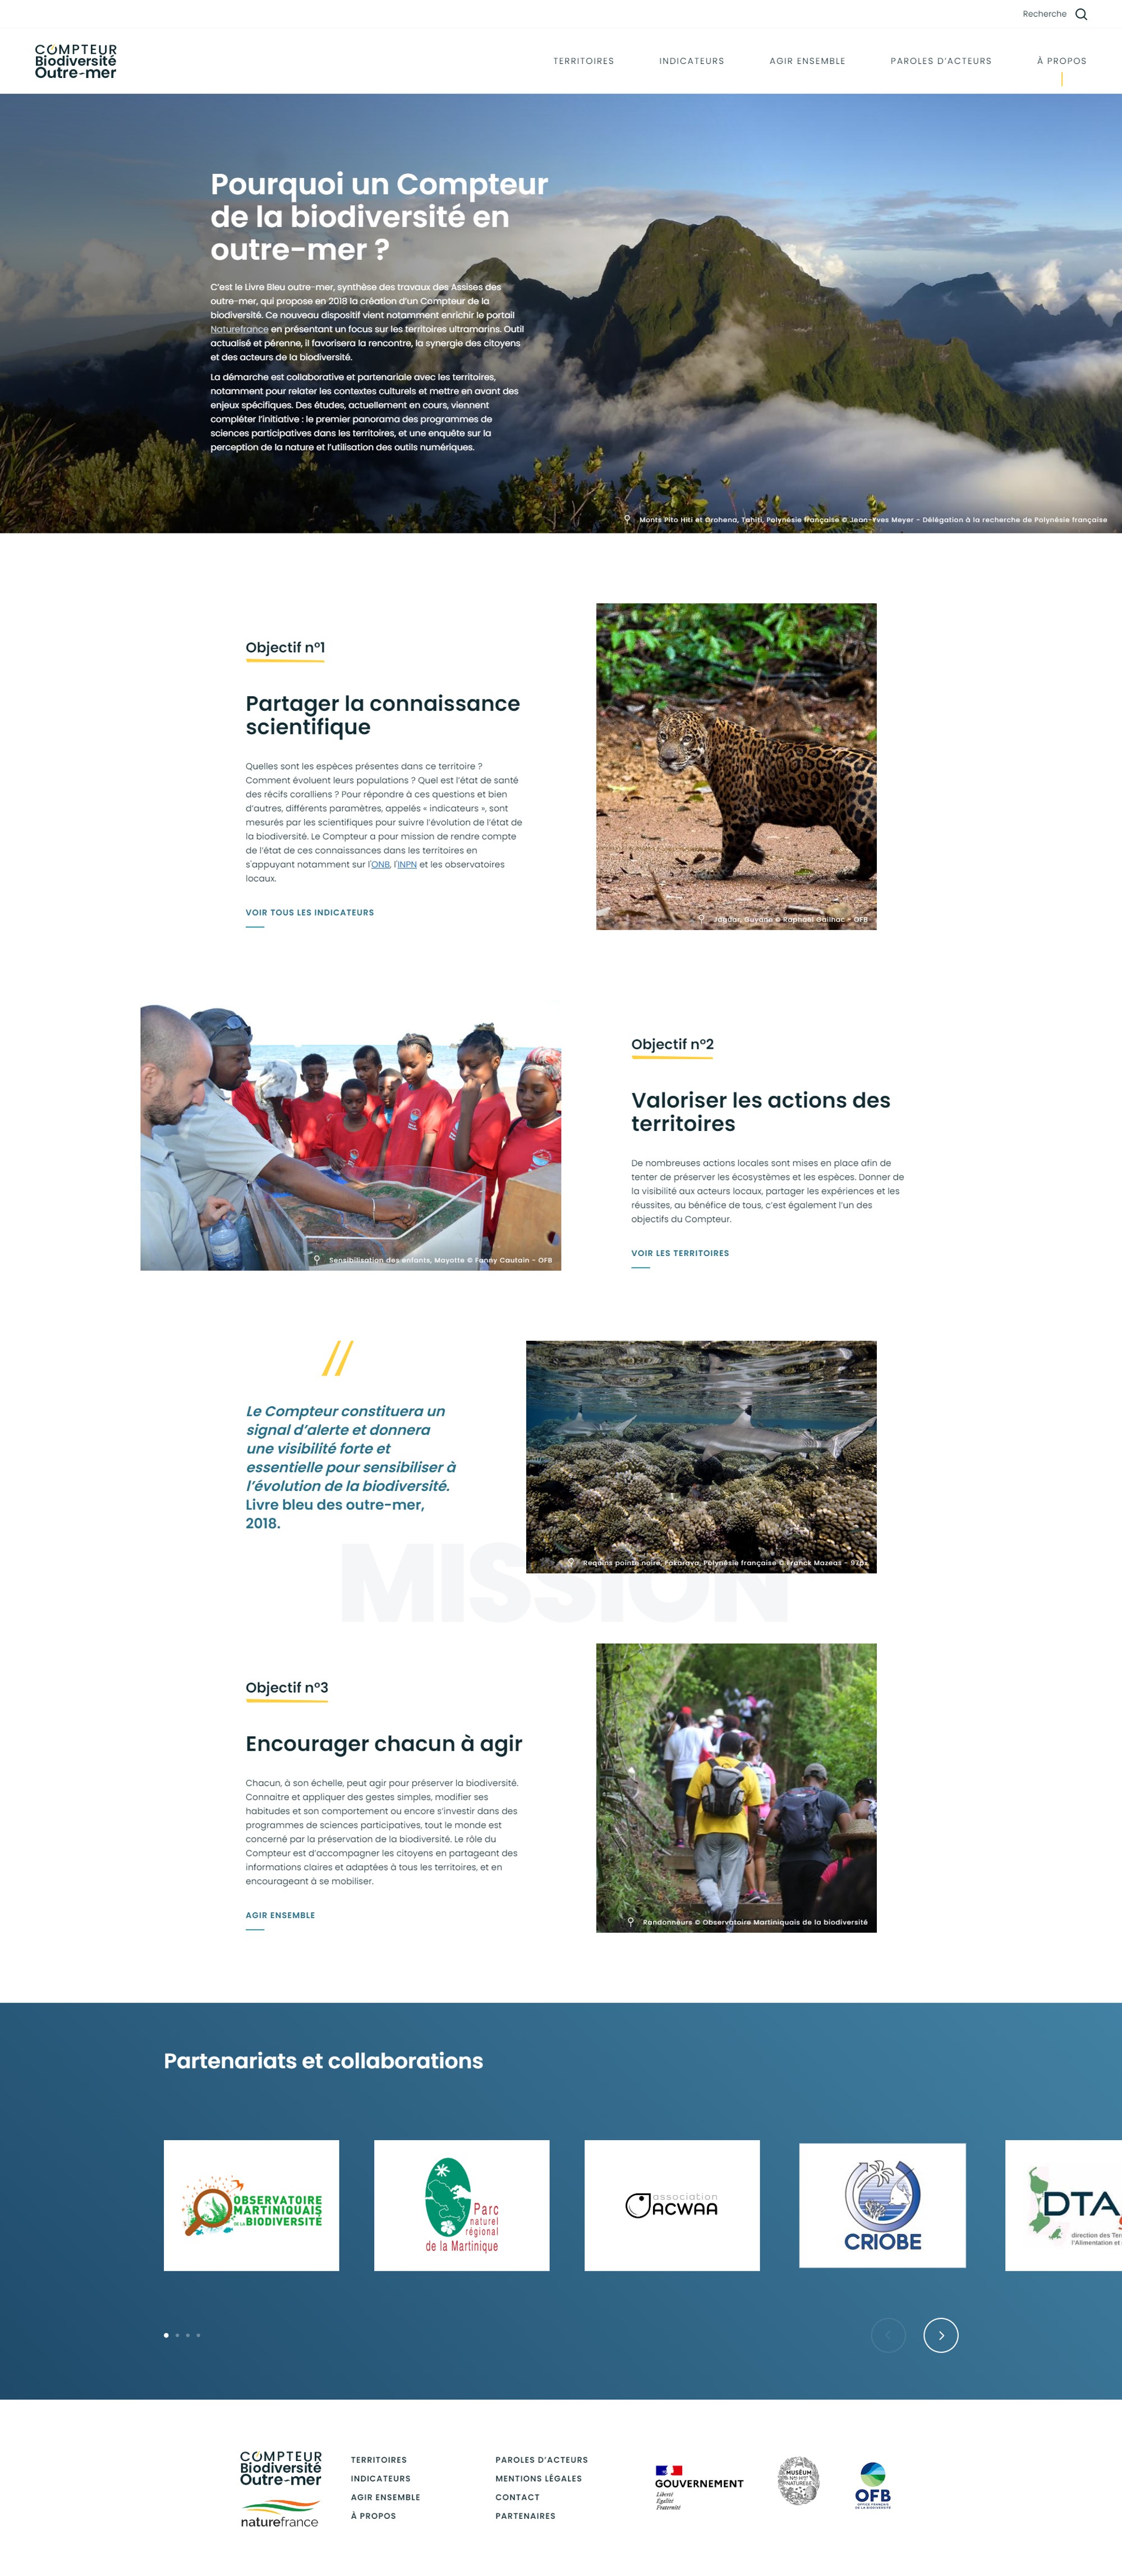 Recherche
COMPTEUR
Biodiversité
Outre-mer
TERRITOIRES
INDICATEURS
AGIR ENSEMBLE
PAROLES D'ACTEURS
À PROPOS
Pourquoi un Compteur
de la biodiversité en
outre-mer ?
C'est le Livre Bleu outre-mer, synthèse des travaux des Assises des
outre-mer, qui propose en 2018 la création d'un Compteur de la
biodiversité. Ce nouveau dispositif vient notamment enrichir le portail
Naturefrance en présentant un focus sur les territoires ultramarins. Outil
actualisé et pérenne, il favorisera la rencontre, la synergie des citoyens
et des acteurs de la biodiversité.
La démarche est collaborative et partenariale avec les territoires,
notamment pour relater les contextes culturels et mettre en avant des
enjeux spécifiques. Des études, actuellement en cours, viennent
compléter l'initiative : le premier panorama des programmes de
sciences participatives dans les territoires, et une enquête sur la
perception de la nature et l'utilisation des outils numériques.
Monts Pito Hiti et Orohena, Tahiti, Polynésie française © Jean-Yves Meyer - Délégation à la recherche de Polynésie française
Objectif n°1
Partager la connaissance
scientifique
Quelles sont les espèces présentes dans ce territoire ?
Comment évoluent leurs populations ? Quel est l'état de santé
des récifs coralliens ? Pour répondre à ces questions et bien
d'autres, différents paramètres, appelés « indicateurs », sont
mesurés par les scientifiques pour suivre l'évolution de l'état de
la biodiversité. Le Compteur a pour mission de rendre compte
de l'état de ces connaissances dans les territoires en
s'appuyant notamment sur l'ONB, l'INPN et les observatoires
locaux.
VOIR TOUS LES INDICATEURS
Jaguar, Guyane © Raphaël Gailhac - OFB
Sensibilisation des enfants, Mayotte © Fanny Cautain - OFB
Objectif n°2
Valoriser les actions des
territoires
De nombreuses actions locales sont mises en place afin de
tenter de préserver les écosystèmes et les espèces. Donner de
la visibilité aux acteurs locaux, partager les expériences et les
réussites, au bénéfice de tous, c'est également l'un des
objectifs du Compteur.
VOIR LES TERRITOIRES
Le Compteur constituera un
signal d'alerte et donnera
une visibilité forte et
essentielle pour sensibiliser à
l'évolution de la biodiversité.
Livre bleu des outre-mer,
2018.
Requins pointe noire, Fakarava, Polynésie française © Franck Mazeas - 97px
MISSION
Objectif n°3
Encourager chacun à agir
Chacun, à son échelle, peut agir pour préserver la biodiversité.
Connaitre et appliquer des gestes simples, modifier ses
habitudes et son comportement ou encore s'investir dans des
programmes de sciences participatives, tout le monde est
concerné par la préservation de la biodiversité. Le rôle du
Compteur est d'accompagner les citoyens en partageant des
informations claires et adaptées à tous les territoires, et en
encourageant à se mobiliser.
AGIR ENSEMBLE
Randonneurs © Observatoire Martiniquais de la biodiversité
Partenariats et collaborations
OBSERVATOIRE
MARTINIQUAIS
DE LA BIODIVERSITÉ
Parc
naturel
régional
de la Martinique
association
ACWAA
CRIOBE
DTA
direction des Ter
l'Alimentation et
COMPTEUR
Biodiversité
Outre-mer
naturefrance
TERRITOIRES
INDICATEURS
AGIR ENSEMBLE
À PROPOS
PAROLES D'ACTEURS
MENTIONS LÉGALES
CONTACT
PARTENAIRES
GOUVERNEMENT
Liberté
Égalité
Fraternité
MUSÉUM
NAT HIST
NATURELLE
OFB
OFFICE FRANÇAIS
DE LA BIODIVERSITÉ